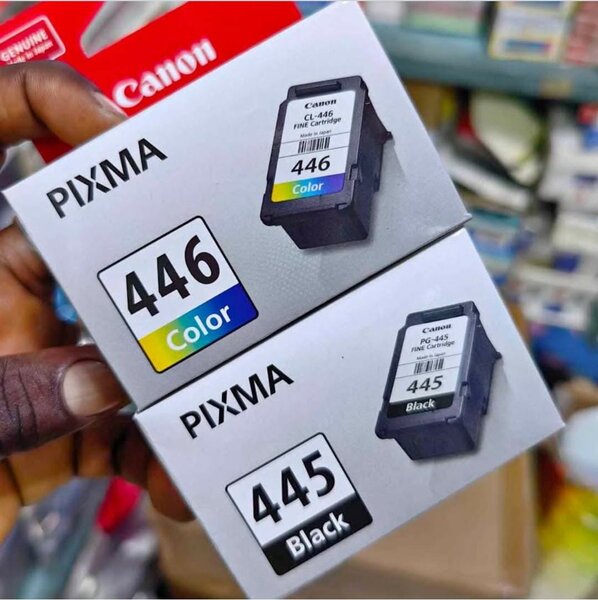 GENUINE
Made in Japan
Canon
PIXMA
446
Color
Canon
CL-446
FINE Cartridge
Made in Japan
446
Color
PIXMA
445
Black
Canon
PG-445
FINE Cartridge
445
Black